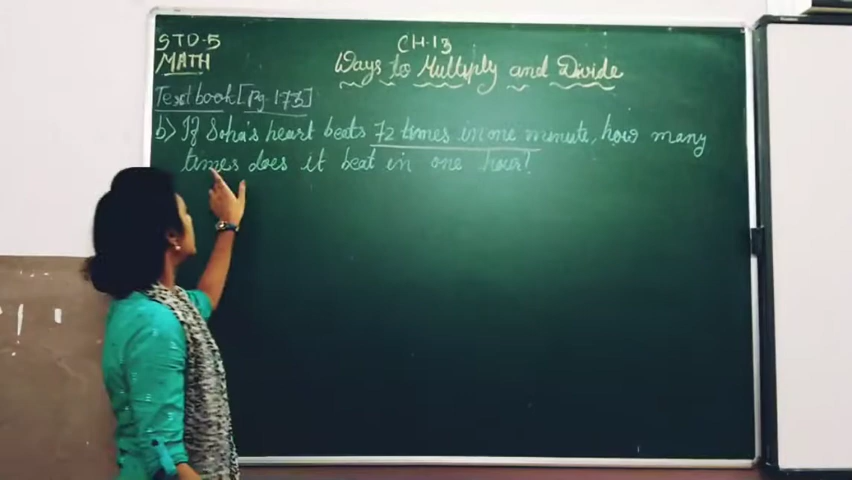 STD-5
CH-13
MATH
Ways to Multiply and Divide
Textbook[Pg-173]
b> If Soha's heart beats 72 times in one minute, how many
times does it beat in one hour?